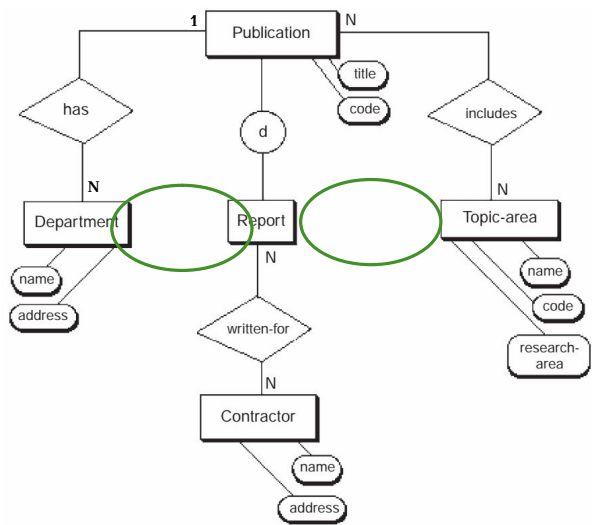 1
Publication
N
title
code
has
d
includes
N
N
Department
Report
Topic-area
name
address
N
name
code
research-
area
written-for
N
Contractor
name
address